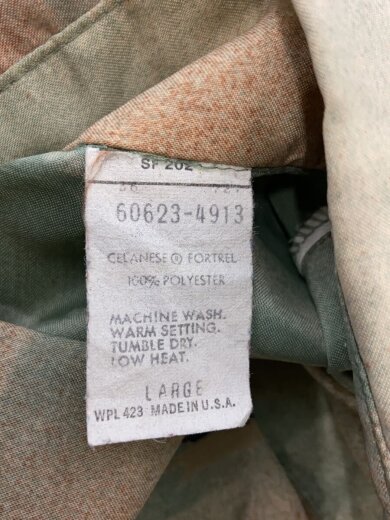 SF 202
60623-4913
CELANESE ® FORTREL
100% POLYESTER
MACHINE WASH.
WARM SETTING.
TUMBLE DRY.
LOW HEAT.
LARGE
WPL 423 MADE IN U.S.A.